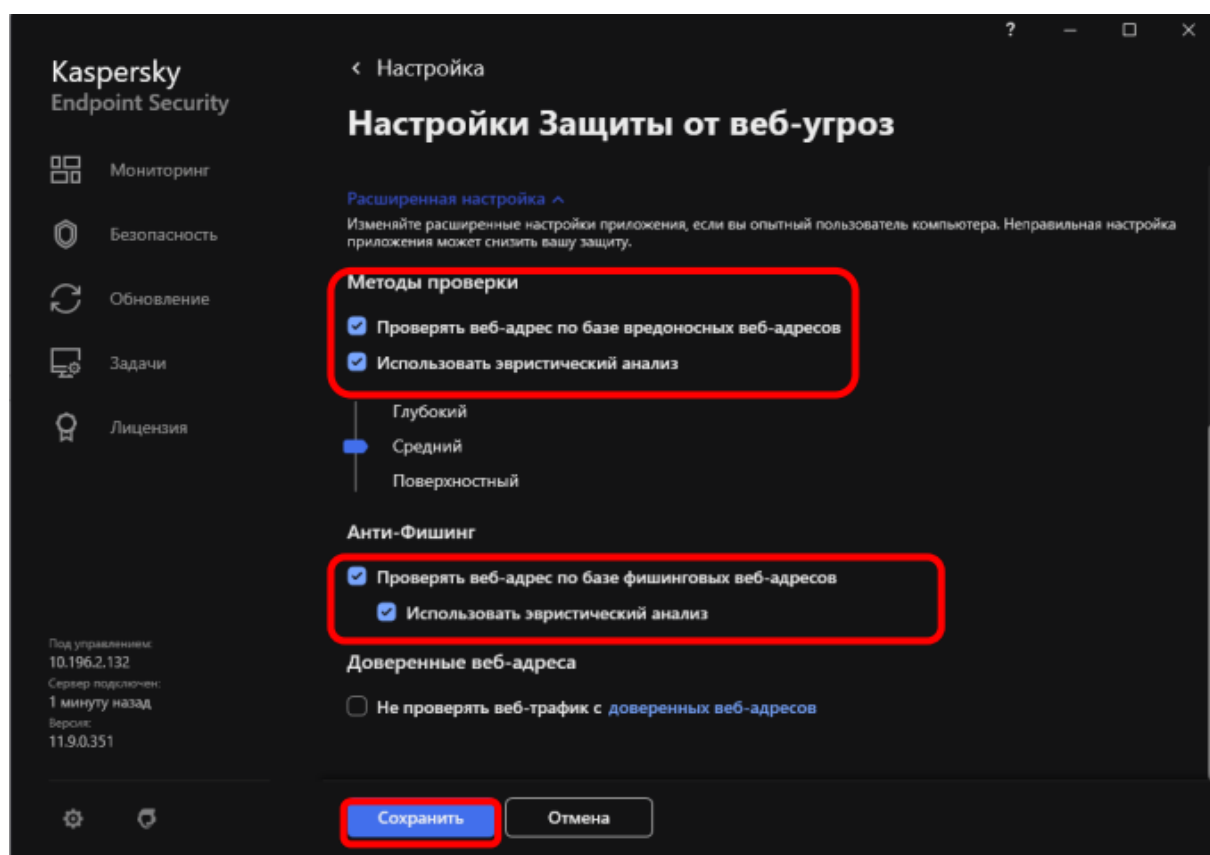 ?
Kaspersky
Endpoint Security
Мониторинг
Безопасность
Обновление
Задачи
Лицензия
Под управлением:
10.196.2.132
Сервер подключен:
1 минуту назад
Версия:
11.9.0.351
Настройка
Настройки Защиты от веб-угроз
Расширенная настройка
Изменяйте расширенные настройки приложения, если вы опытный пользователь компьютера. Неправильная настройка
приложения может снизить вашу защиту.
Методы проверки
Проверять веб-адрес по базе вредоносных веб-адресов
Использовать эвристический анализ
Глубокий
Средний
Поверхностный
Анти-Фишинг
Проверять веб-адрес по базе фишинговых веб-адресов
Использовать эвристический анализ
Доверенные веб-адреса
Не проверять веб-трафик с доверенных веб-адресов
Сохранить
Отмена